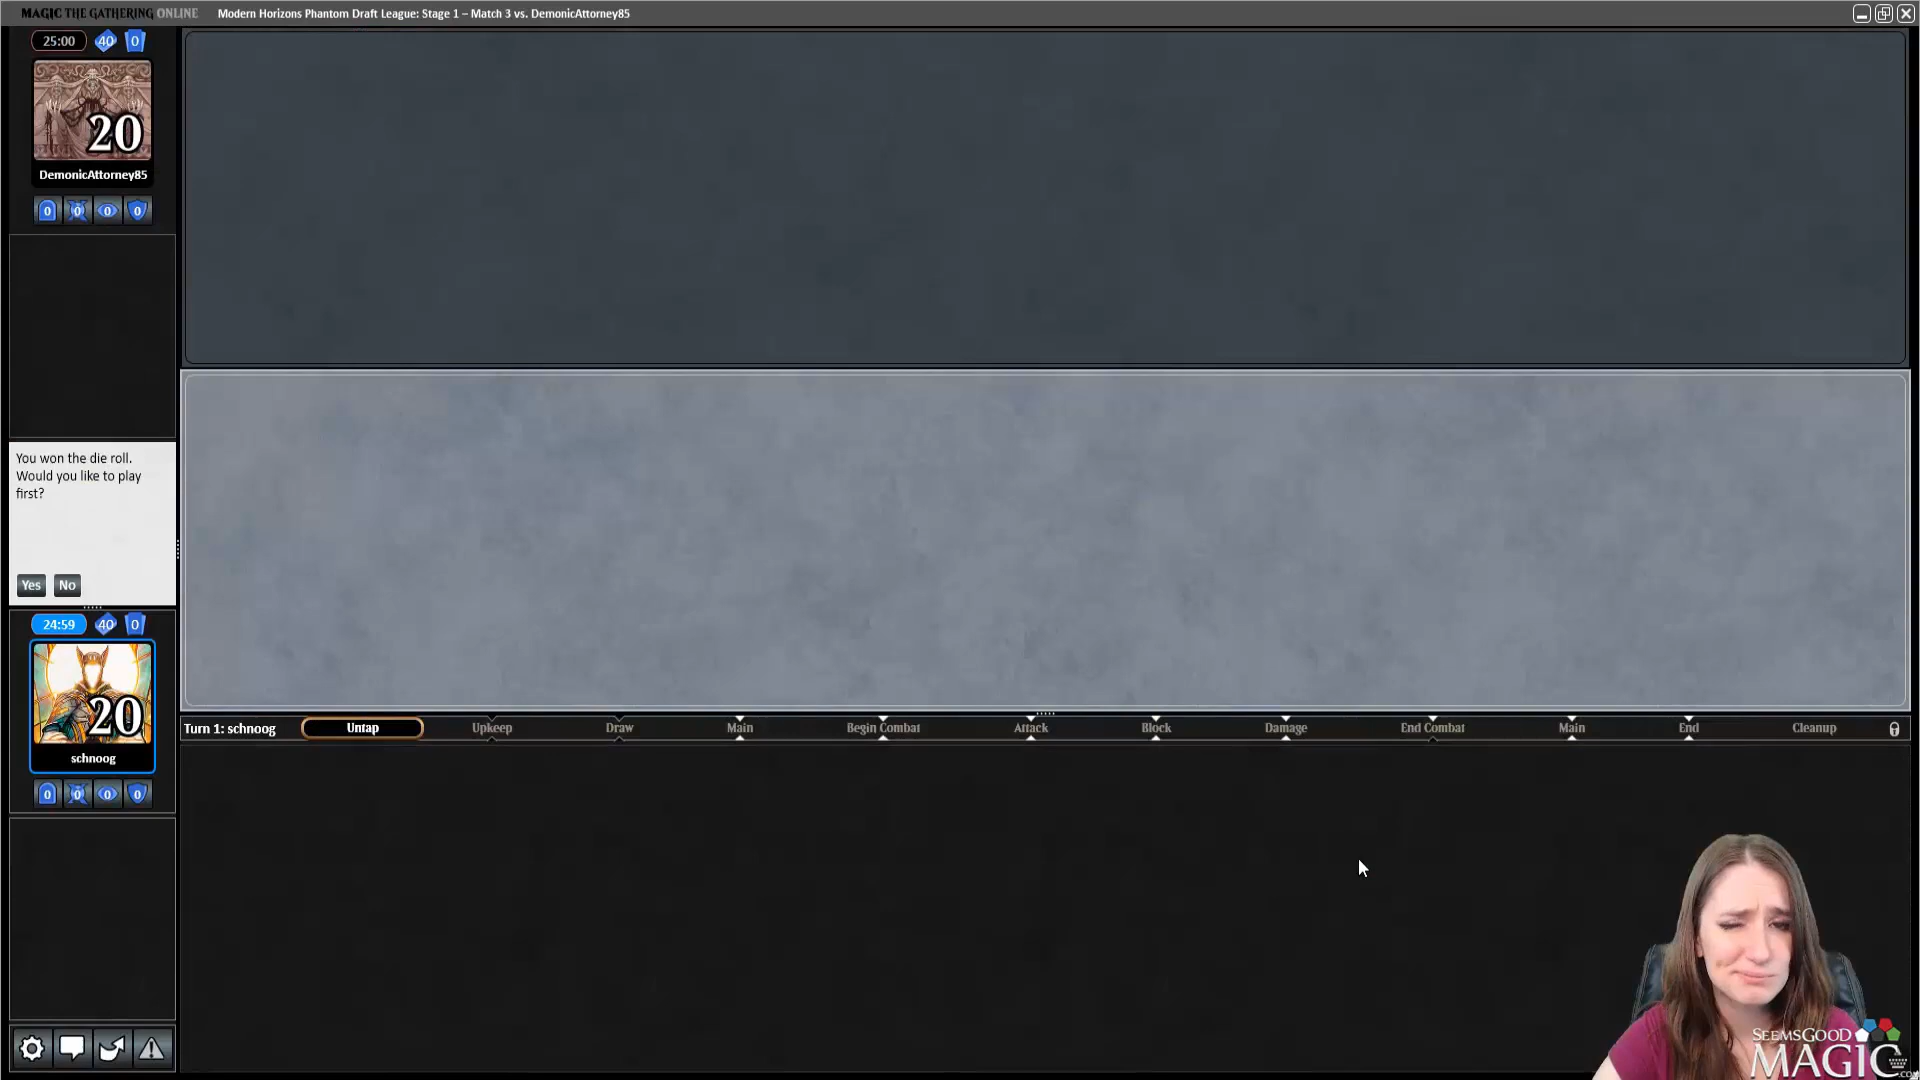 MAGIC THE GATHERING ONLINE
Modern Horizons Phantom Draft League: Stage 1 – Match 3 vs. DemonicAttorney85
25:00 40 0
20
DemonicAttorney85
0 0 0 0
You won the die roll.
Would you like to play
first?
Yes No
24:59 40 0
20
schnoog
0 0 0 0
Turn 1: schnoog Untap Upkeep Draw Main Begin Combat Attack Block Damage End Combat Main End Cleanup
SEEMSGOOD
MAGIC
.COM